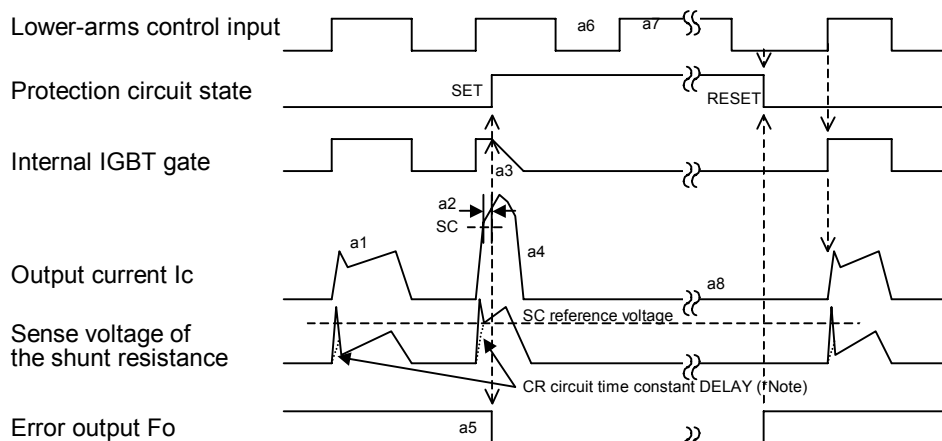 Lower-arms control input
a6
a7
Protection circuit state
SET
RESET
Internal IGBT gate
a3
a2
SC
a1
a4
Output current Ic
a8
SC reference voltage
Sense voltage of
the shunt resistance
CR circuit time constant DELAY (*Note)
Error output Fo
a5